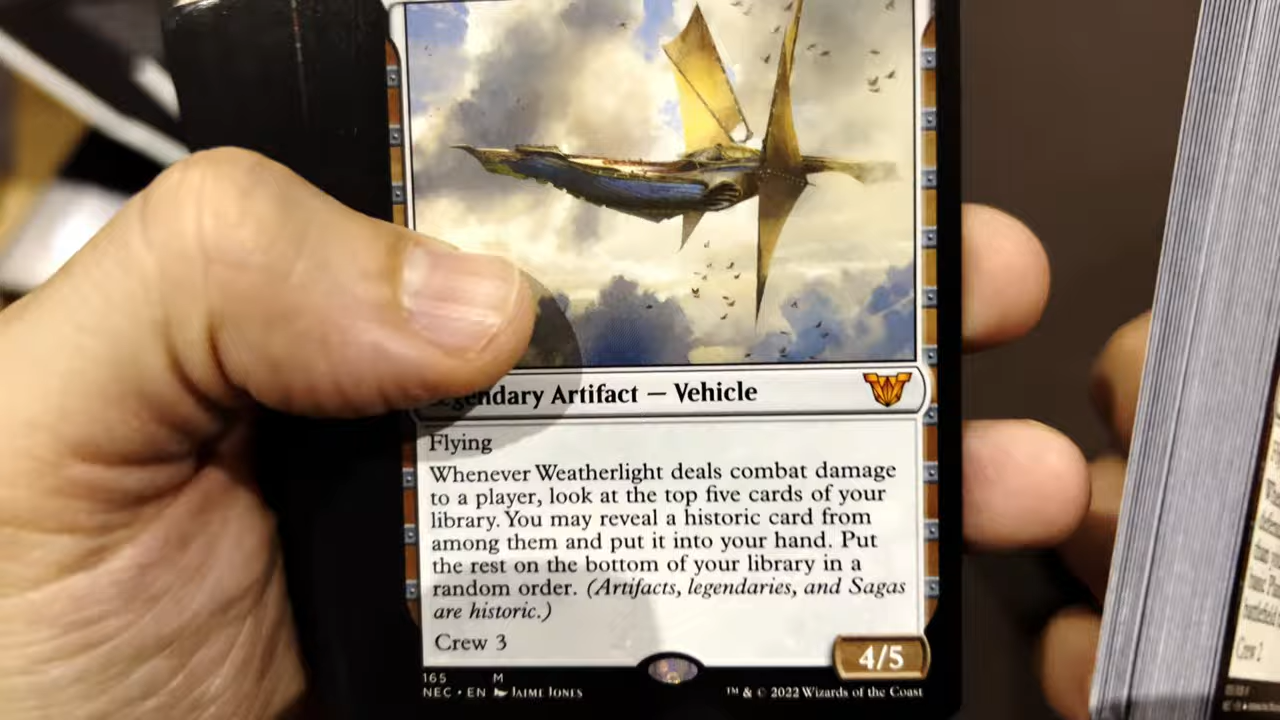 Legendary Artifact — Vehicle
Flying
Whenever Weatherlight deals combat damage
to a player, look at the top five cards of your
library. You may reveal a historic card from
among them and put it into your hand. Put
the rest on the bottom of your library in a
random order. (Artifacts, legendaries, and Sagas
are historic.)
Crew 3
4/5
165 M
NEC • EN JAIME JONES
™ & © 2022 Wizards of the Coast
Crew 2